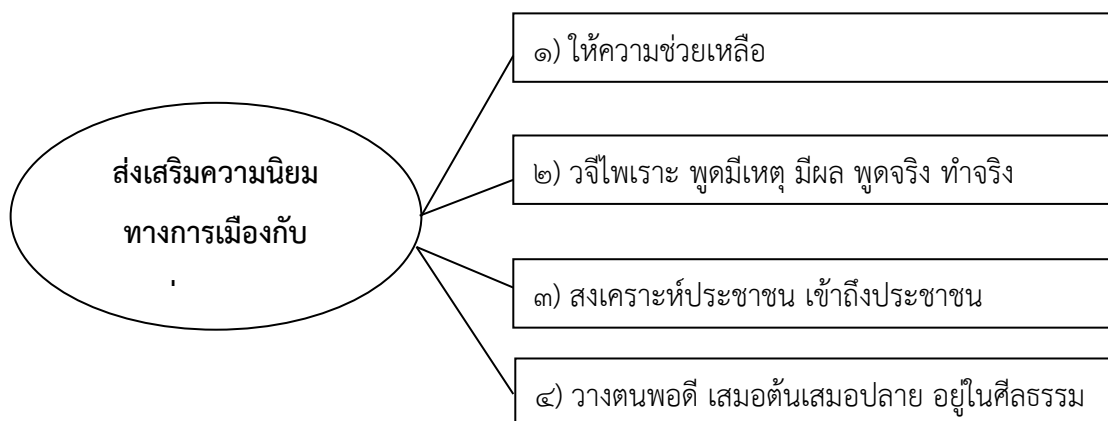 ส่งเสริมความนิยม
ทางการเมืองกับ
๑) ให้ความช่วยเหลือ
๒) วจีไพเราะ พูดมีเหตุ มีผล พูดจริง ทำจริง
๓) สงเคราะห์ประชาชน เข้าถึงประชาชน
๔) วางตนพอดี เสมอต้นเสมอปลาย อยู่ในศีลธรรม